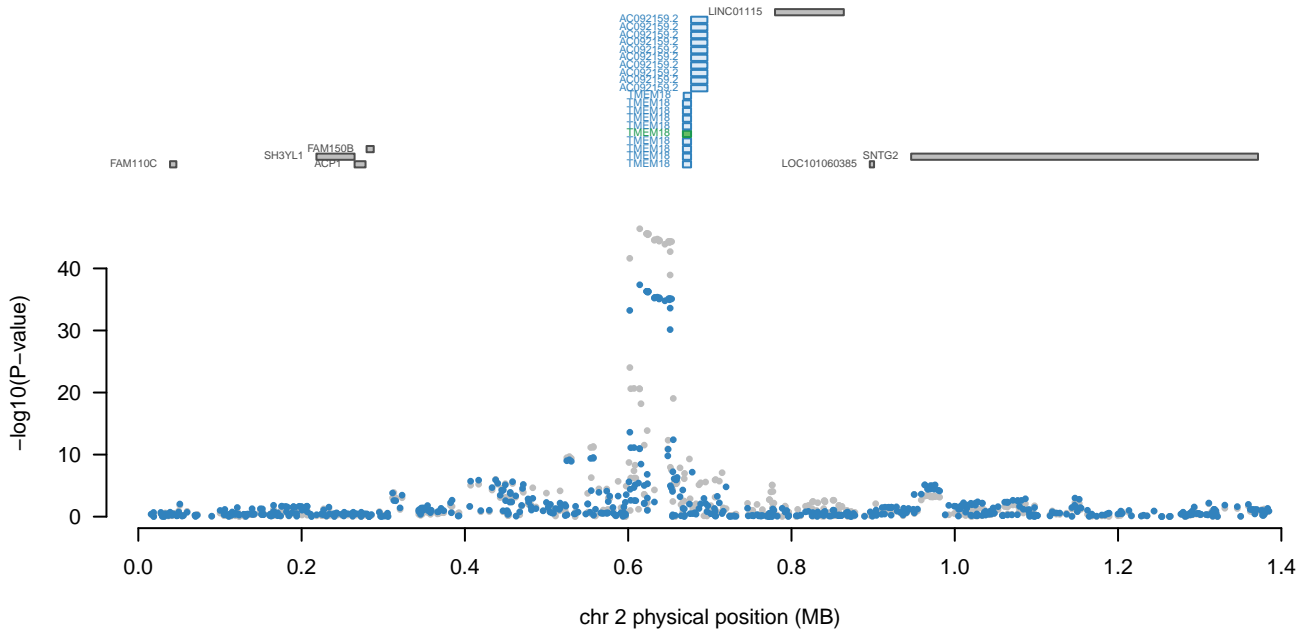 LINC01115
AC092159.2
AC092159.2
AC092159.2
AC092159.2
AC092159.2
AC092159.2
AC092159.2
AC092159.2
AC092159.2
AC092159.2
TMEM18
TMEM18
TMEM18
TMEM18
TMEM18
TMEM18
TMEM18
FAM150B
SH3YL1 TMEM18 SNTG2
FAM110C ACP1 TMEM18 LOC101060385
−log10(P−value)
40
30
20
10
0
0.0 0.2 0.4 0.6 0.8 1.0 1.2 1.4
chr 2 physical position (MB)